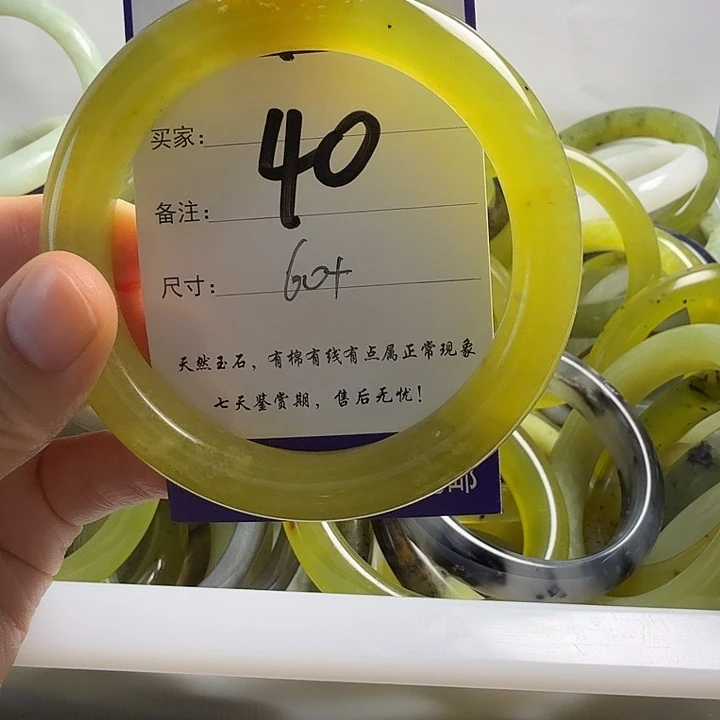 买家：40
备注：
尺寸：60+
天然玉石，有棉有线有点属正常现象
七天鉴赏期，售后无忧！